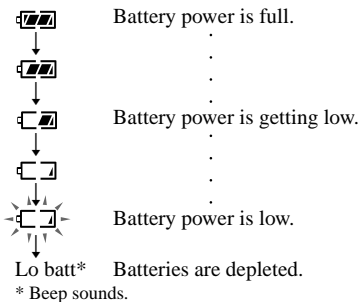 Battery power is full.
Battery power is getting low.
Battery power is low.
Lo batt* Batteries are depleted.
* Beep sounds.